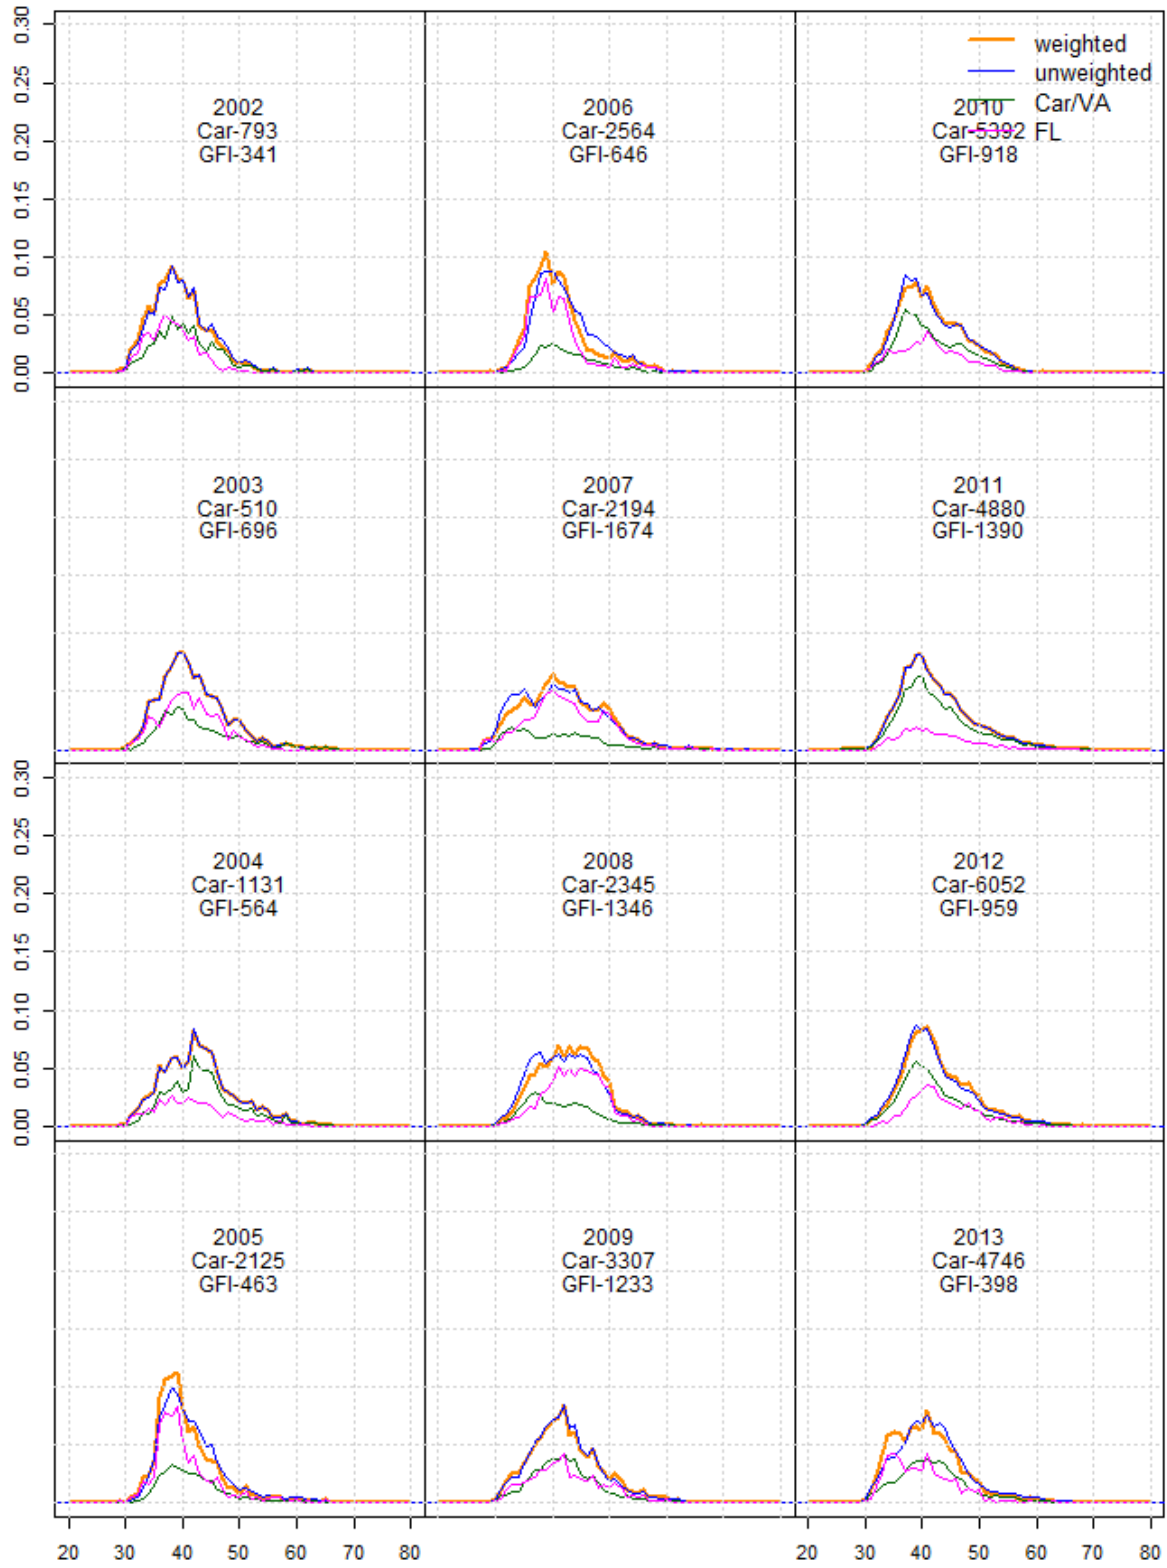 0.00 0.05 0.10 0.15 0.20 0.25 0.30
2002
Car-793
GFI-341
2006
Car-2564
GFI-646
2010
Car-5392
GFI-918
weighted
unweighted
Car/VA
FL
2003
Car-510
GFI-696
2007
Car-2194
GFI-1674
2011
Car-4880
GFI-1390
0.00 0.05 0.10 0.15 0.20 0.25 0.30
2004
Car-1131
GFI-564
2008
Car-2345
GFI-1346
2012
Car-6052
GFI-959
2005
Car-2125
GFI-463
2009
Car-3307
GFI-1233
2013
Car-4746
GFI-398
20 30 40 50 60 70 80
20 30 40 50 60 70 80